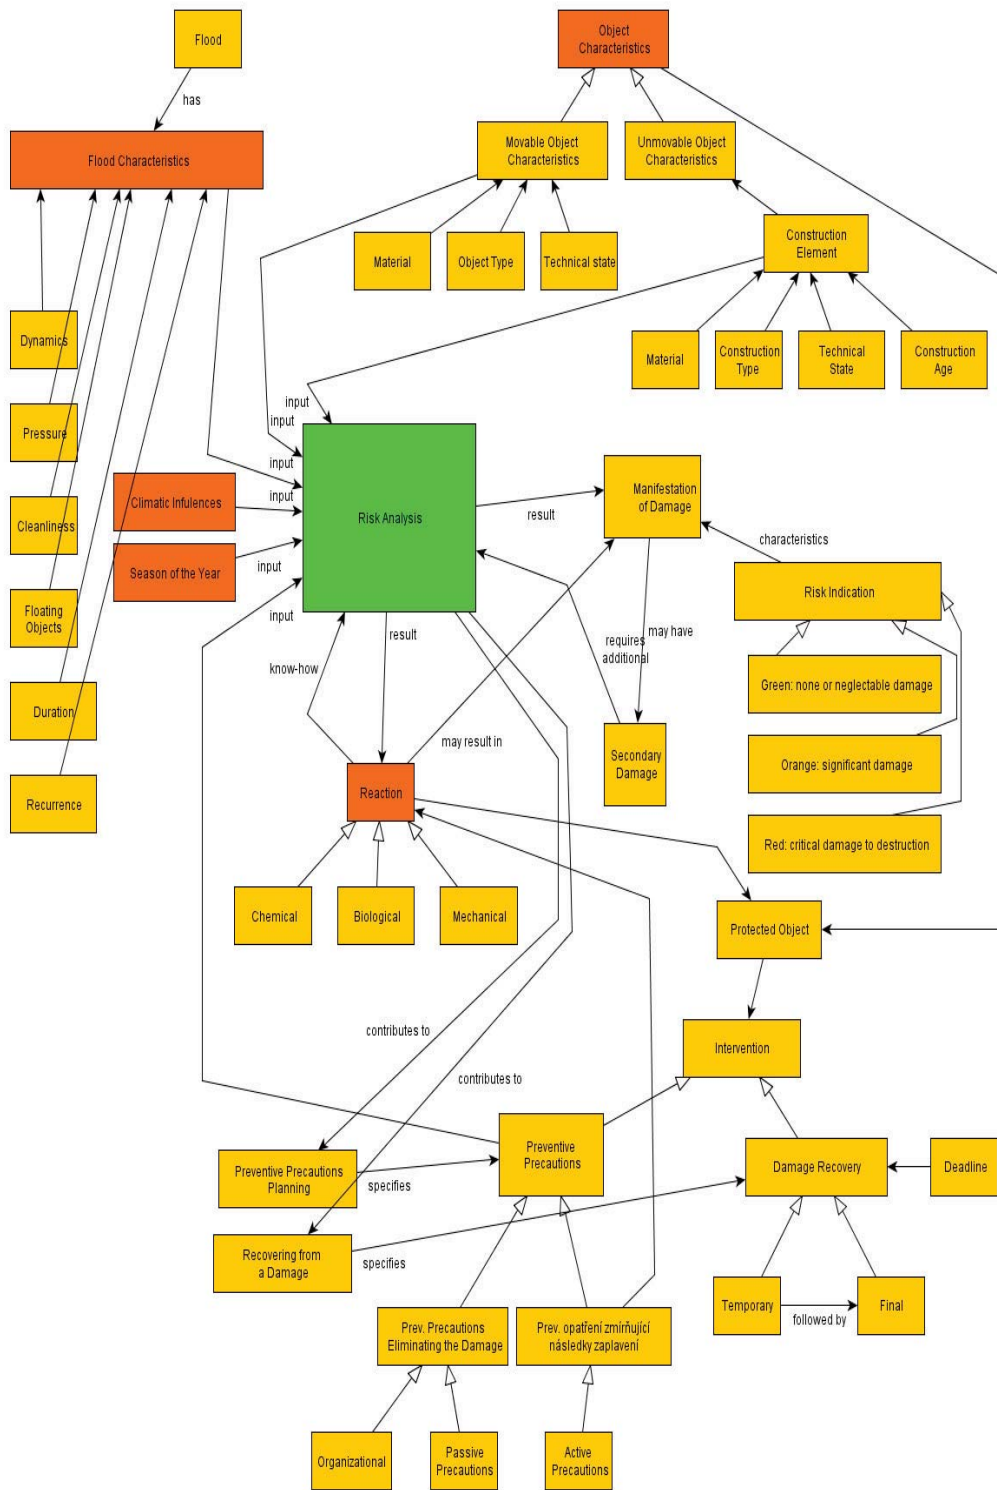 Flood
Object
Characteristics
has
Flood Characteristics
Movable Object
Characteristics
Unmovable Object
Characteristics
Material
Object Type
Technical state
Construction
Element
Dynamics
Material
Construction
Type
Technical
State
Construction
Age
Pressure
input
input
input
Climatic Infulences
input
Risk Analysis
result
Manifestation
of Damage
Cleanliness
characteristics
Season of the Year
input
input
Risk Indication
Floating
Objects
know-how
result
requires
additional
may have
Green: none or neglectable damage
Duration
may result in
Secondary
Damage
Orange: significant damage
Recurrence
Reaction
Red: critical damage to destruction
Chemical
Biological
Mechanical
Protected Object
contributes to
Intervention
contributes to
Preventive Precautions
Planning
specifies
Preventive
Precautions
Damage Recovery
Deadline
Recovering from
a Damage
specifies
Temporary
followed by
Final
Prev. Precautions
Eliminating the Damage
Prev. opatření zmírňující
následky zaplavení
Organizational
Passive
Precautions
Active
Precautions